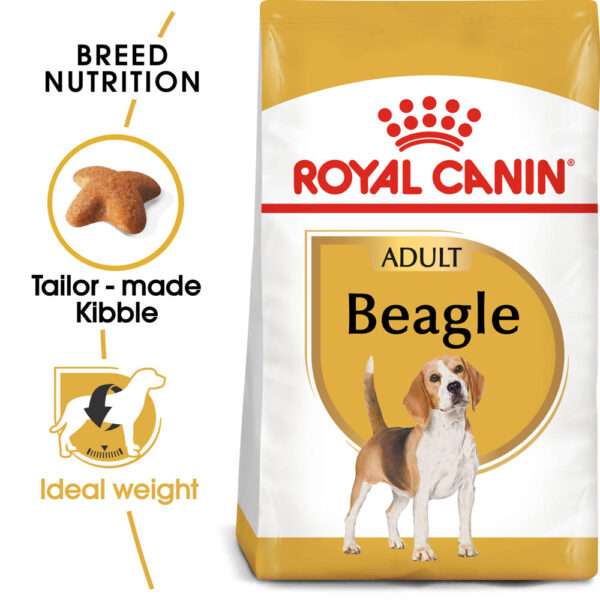 BREED
NUTRITION
Tailor - made
Kibble
Ideal weight
ROYAL CANIN®
ADULT
Beagle